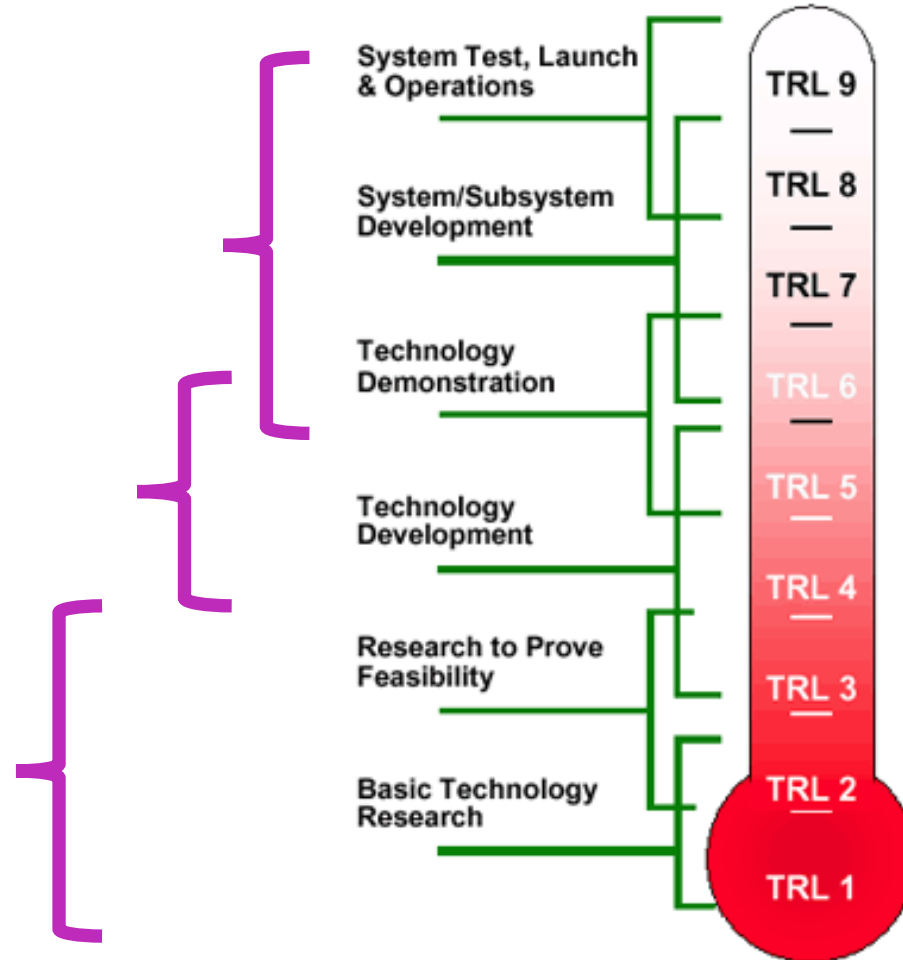 System Test, Launch
& Operations
System/Subsystem
Development
Technology
Demonstration
Technology
Development
Research to Prove
Feasibility
Basic Technology
Research
TRL 9
TRL 8
TRL 7
TRL 6
TRL 5
TRL 4
TRL 3
TRL 2
TRL 1